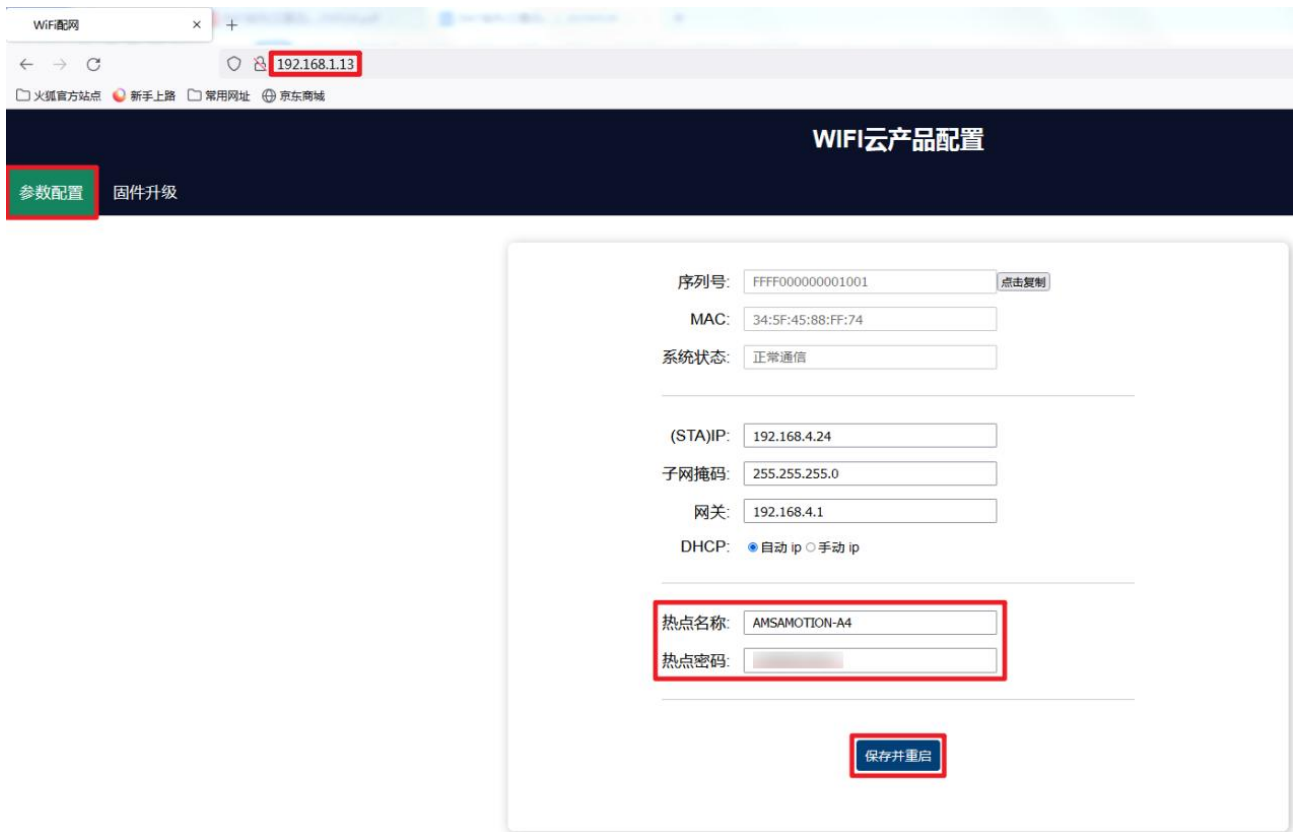 WiFi配网
192.168.1.13
火狐官方站点 新手上路 常用网址 京东商城
WIFI云产品配置
参数配置 固件升级
序列号: FFFF000000001001 点击复制
MAC: 34:5F:45:88:FF:74
系统状态: 正常通信
(STA)IP: 192.168.4.24
子网掩码: 255.255.255.0
网关: 192.168.4.1
DHCP: 自动 ip 手动 ip
热点名称: AMSAMOTION-A4
热点密码:
保存并重启